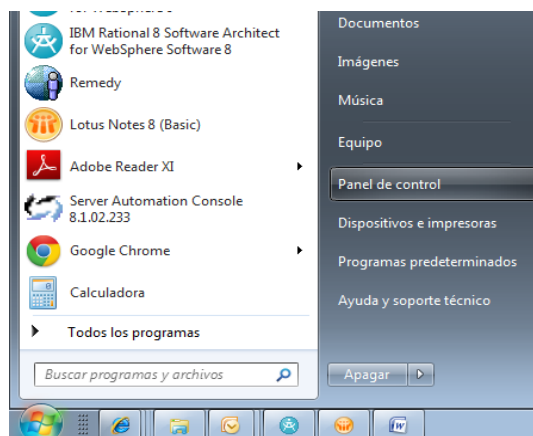 IBM Rational 8 Software Architect
for WebSphere Software 8
Remedy
Lotus Notes 8 (Basic)
Adobe Reader XI
Server Automation Console
8.1.02.233
Google Chrome
Calculadora
Todos los programas
Buscar programas y archivos
Documentos
Imágenes
Música
Equipo
Panel de control
Dispositivos e impresoras
Programas predeterminados
Ayuda y soporte técnico
Apagar